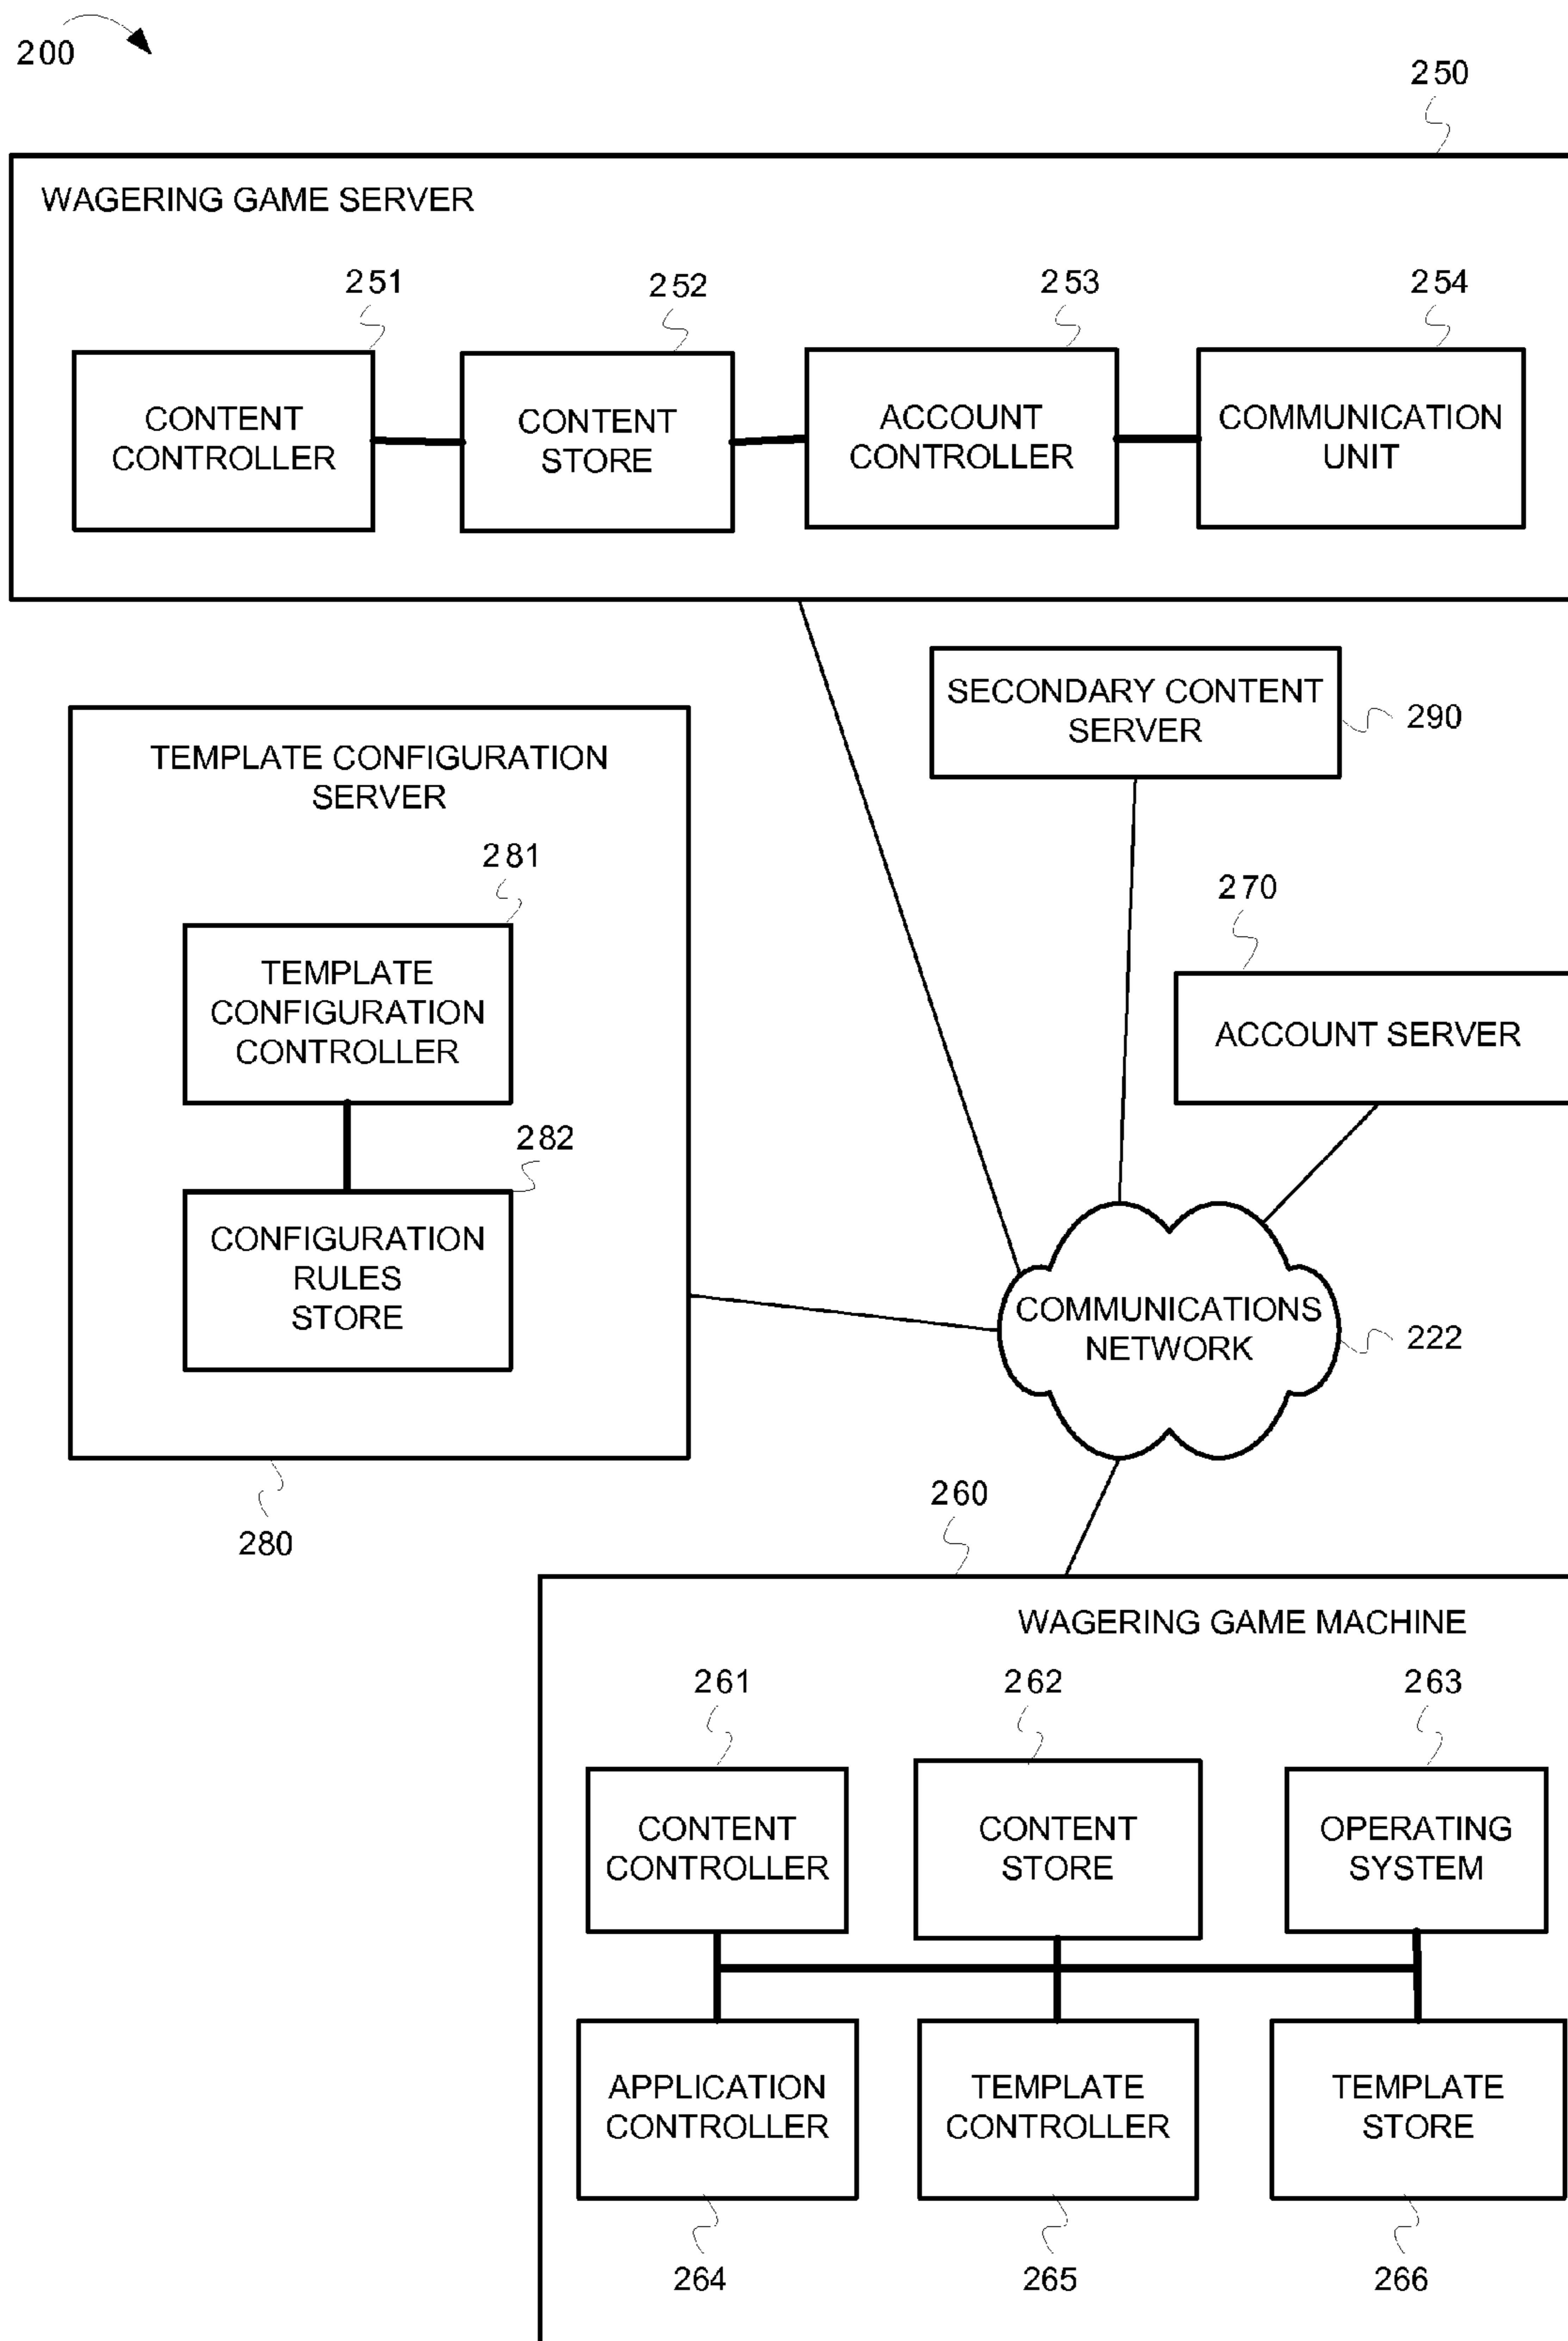 200
250
WAGERING GAME SERVER
251
252
253
254
CONTENT
CONTROLLER
CONTENT
STORE
ACCOUNT
CONTROLLER
COMMUNICATION
UNIT
SECONDARY CONTENT
SERVER
290
TEMPLATE CONFIGURATION
SERVER
281
TEMPLATE
CONFIGURATION
CONTROLLER
282
CONFIGURATION
RULES
STORE
280
270
ACCOUNT SERVER
COMMUNICATIONS
NETWORK
222
260
WAGERING GAME MACHINE
261
262
263
CONTENT
CONTROLLER
CONTENT
STORE
OPERATING
SYSTEM
APPLICATION
CONTROLLER
TEMPLATE
CONTROLLER
TEMPLATE
STORE
264
265
266